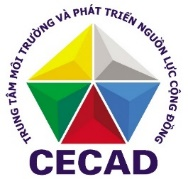 TRUNG TÂM MÔI TRƯỜNG VÀ PHÁT TRIỂN NGUỒN LỰC CỘNG ĐỒNG
CECAD